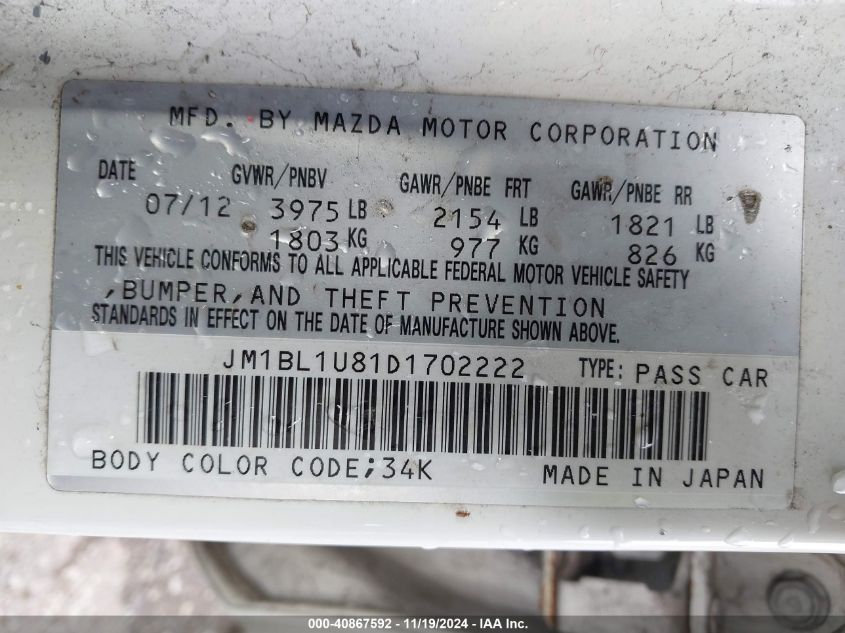 MFD. BY MAZDA MOTOR CORPORATION
DATE GVWR/PNBV GAWR/PNBE FRT GAWR/PNBE RR
07/12 3975 LB 2154 LB 1821 LB
1803 KG 977 KG 826 KG
THIS VEHICLE CONFORMS TO ALL APPLICABLE FEDERAL MOTOR VEHICLE SAFETY
,BUMPER,AND THEFT PREVENTION
STANDARDS IN EFFECT ON THE DATE OF MANUFACTURE SHOWN ABOVE.
JM1BL1U81D1702222 TYPE: PASS CAR
BODY COLOR CODE;34K MADE IN JAPAN
000-40867592 - 11/19/2024 - IAA Inc.